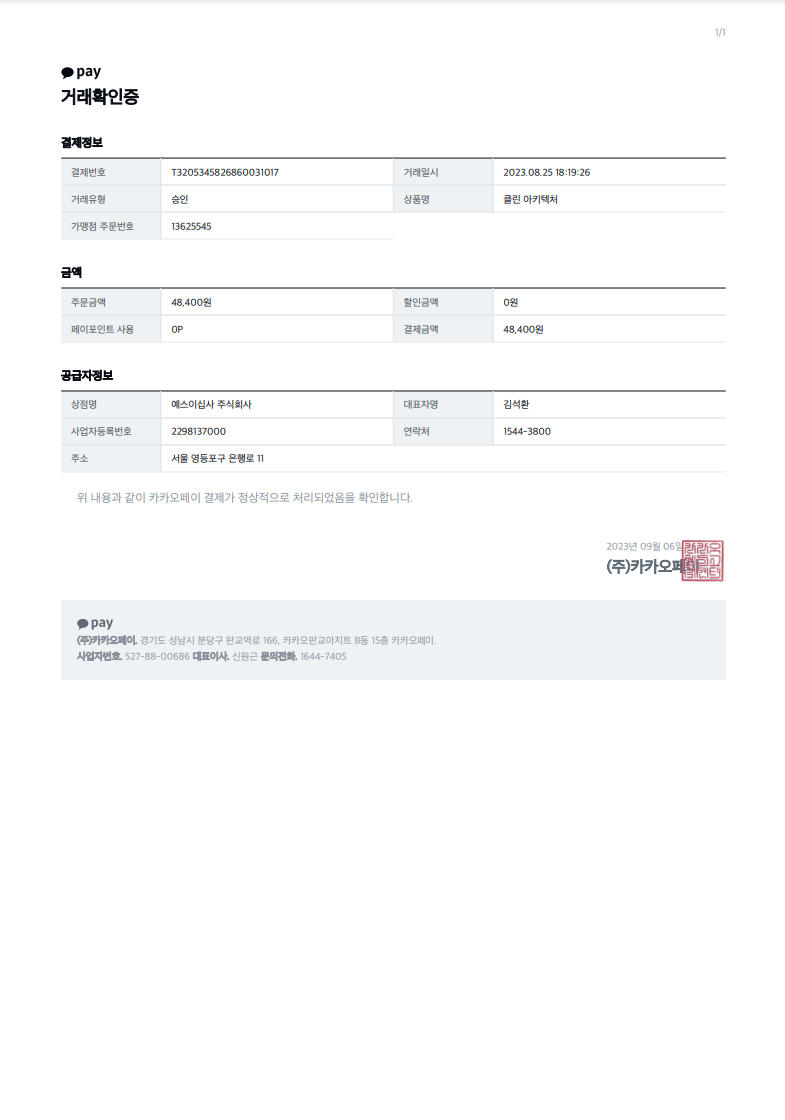 1/1
pay
거래확인증
결제정보
결제번호 T3205345826860031017 거래일시 2023.08.25 18:19:26
거래유형 승인 상품명 클린 아키텍처
가맹점 주문번호 13625545
금액
주문금액 48,400원 할인금액 0원
페이포인트 사용 0P 결제금액 48,400원
공급자정보
상점명 예스이십사 주식회사 대표자명 김석환
사업자등록번호 2298137000 연락처 1544-3800
주소 서울 영등포구 은행로 11
위 내용과 같이 카카오페이 결제가 정상적으로 처리되었음을 확인합니다.
2023년 09월 06일
(주)카카오페이
pay
(주)카카오페이. 경기도 성남시 분당구 판교역로 166, 카카오판교아지트 B동 15층 카카오페이.
사업자번호. 527-88-00686 대표이사. 신원근 문의전화. 1644-7405